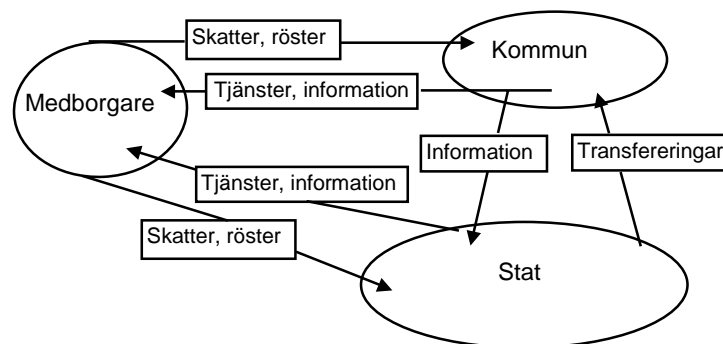 Skatter, röster
Kommun
Medborgare
Tjänster, information
Information
Transfereringar
Tjänster, information
Skatter, röster
Stat